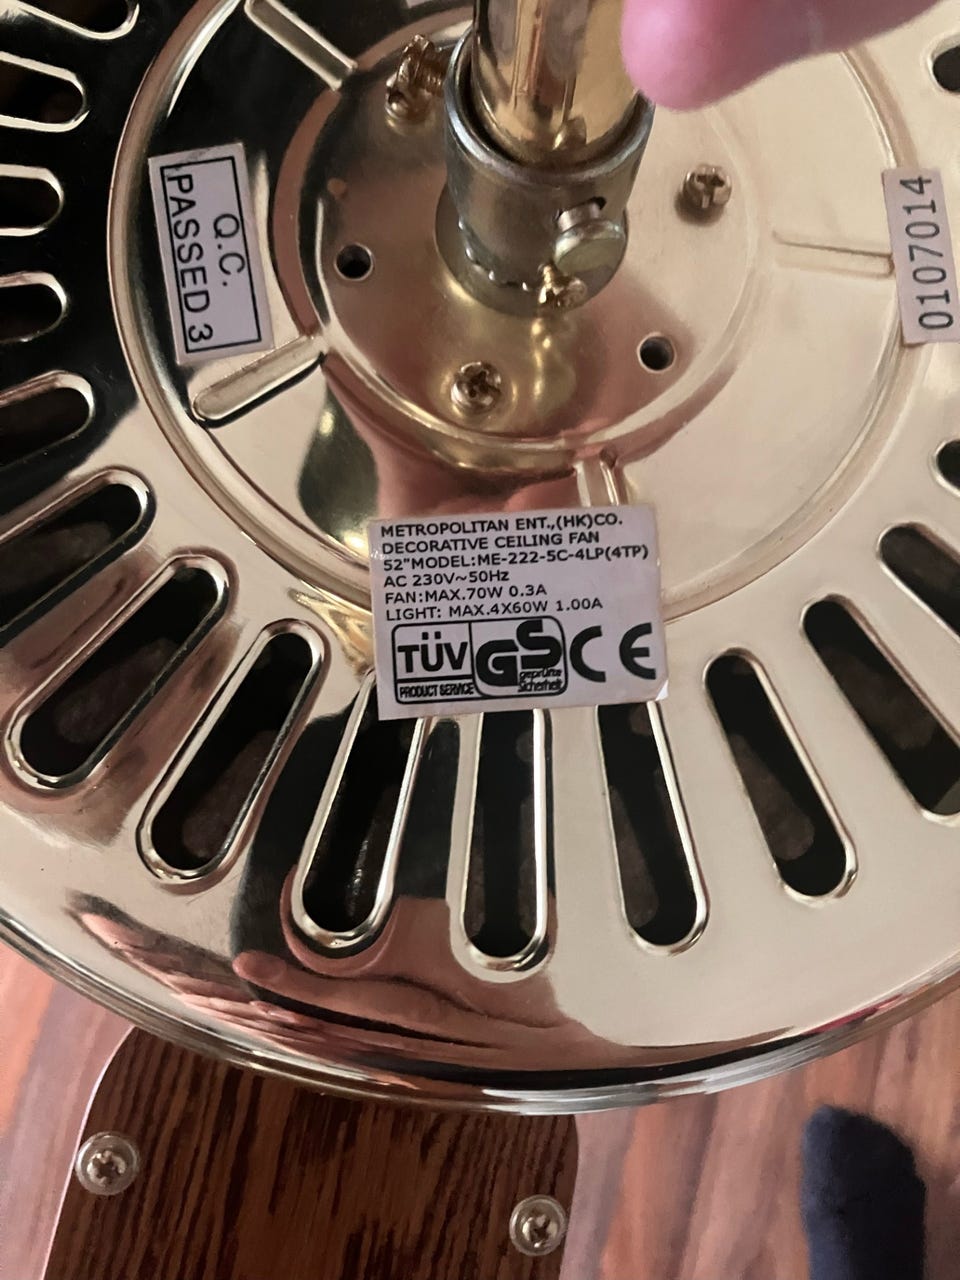 Q.C.
PASSED 3
0107014
METROPOLITAN ENT.,(HK)CO.
DECORATIVE CEILING FAN
52"MODEL:ME-222-5C-4LP(4TP)
AC 230V~50Hz
FAN:MAX.70W 0.3A
LIGHT: MAX.4X60W 1.00A
TÜV
PRODUCT SERVICE
GS
geprüfte
Sicherheit
CE